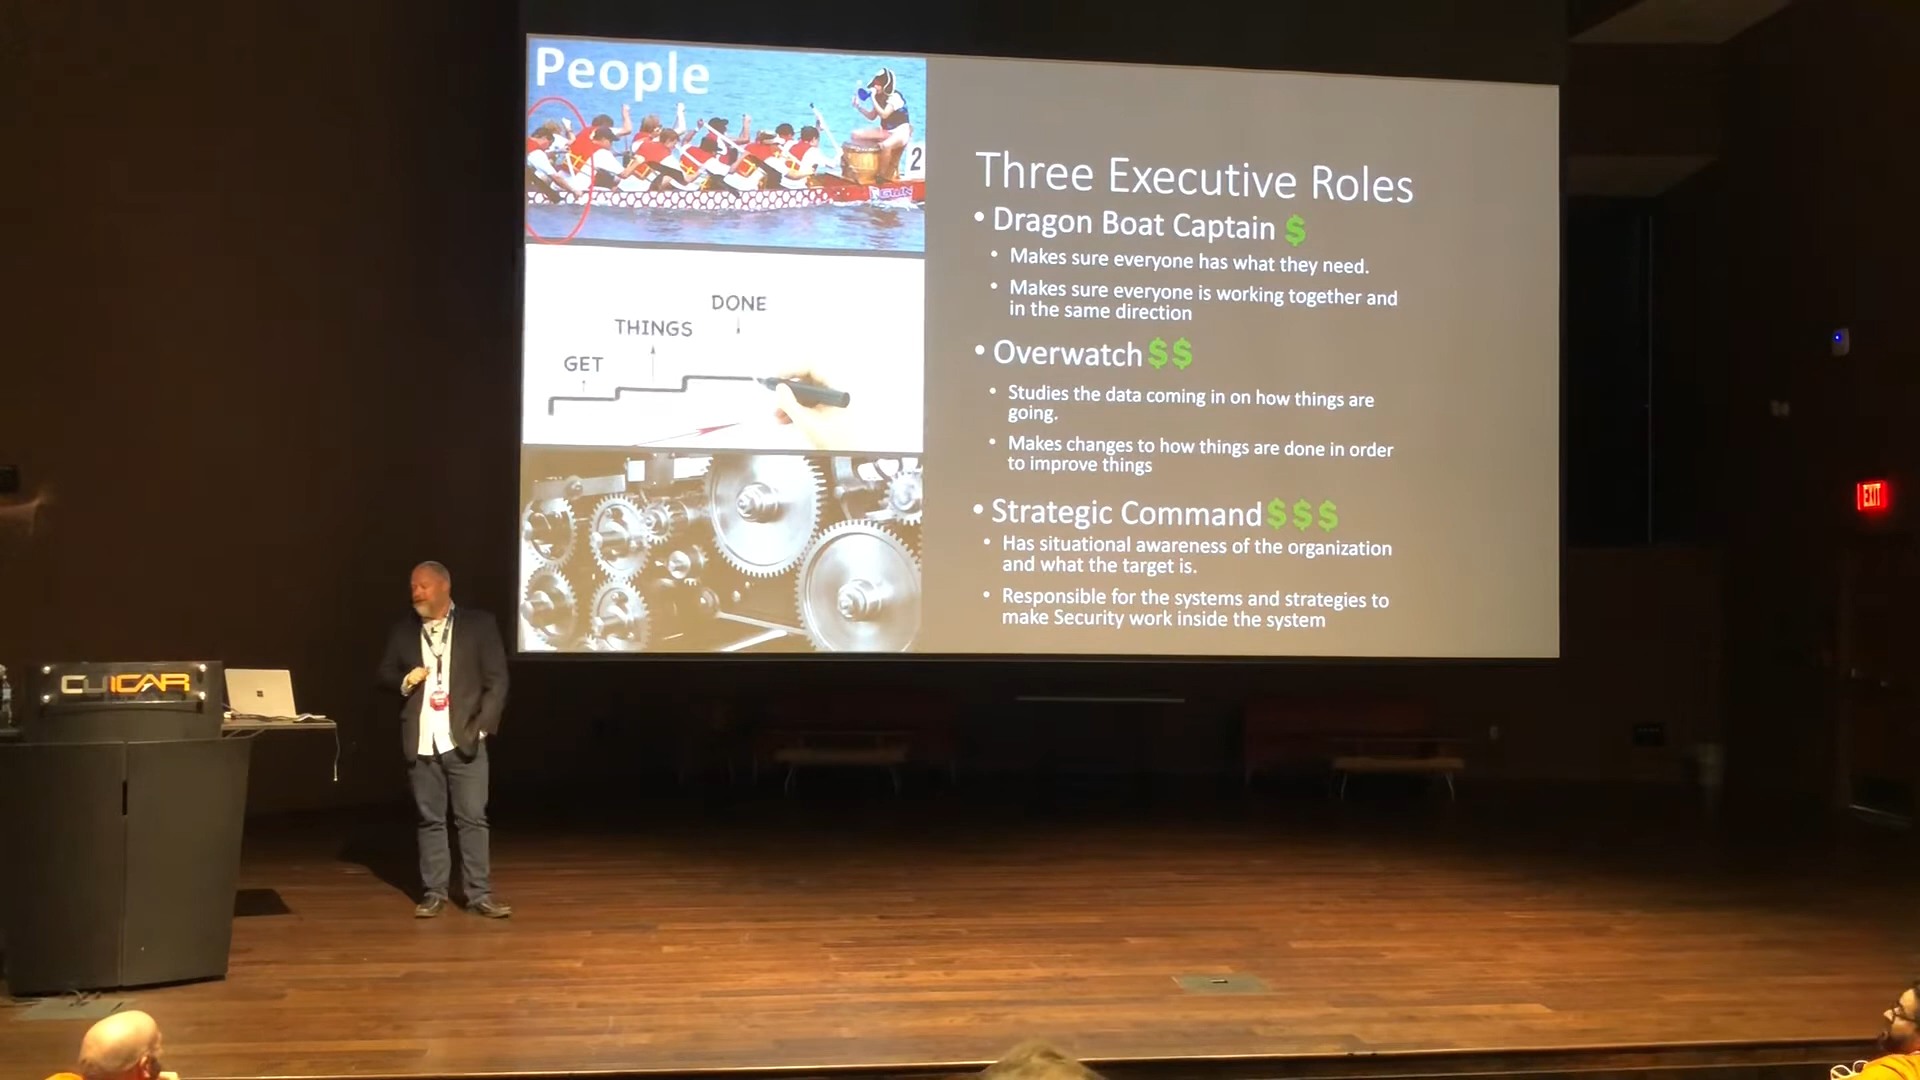 People
2
GET
THINGS
DONE
Three Executive Roles
• Dragon Boat Captain $
• Makes sure everyone has what they need.
• Makes sure everyone is working together and
in the same direction
• Overwatch $$
• Studies the data coming in on how things are
going.
• Makes changes to how things are done in order
to improve things
• Strategic Command $$$
• Has situational awareness of the organization
and what the target is.
• Responsible for the systems and strategies to
make Security work inside the system
CUICAR
EXIT